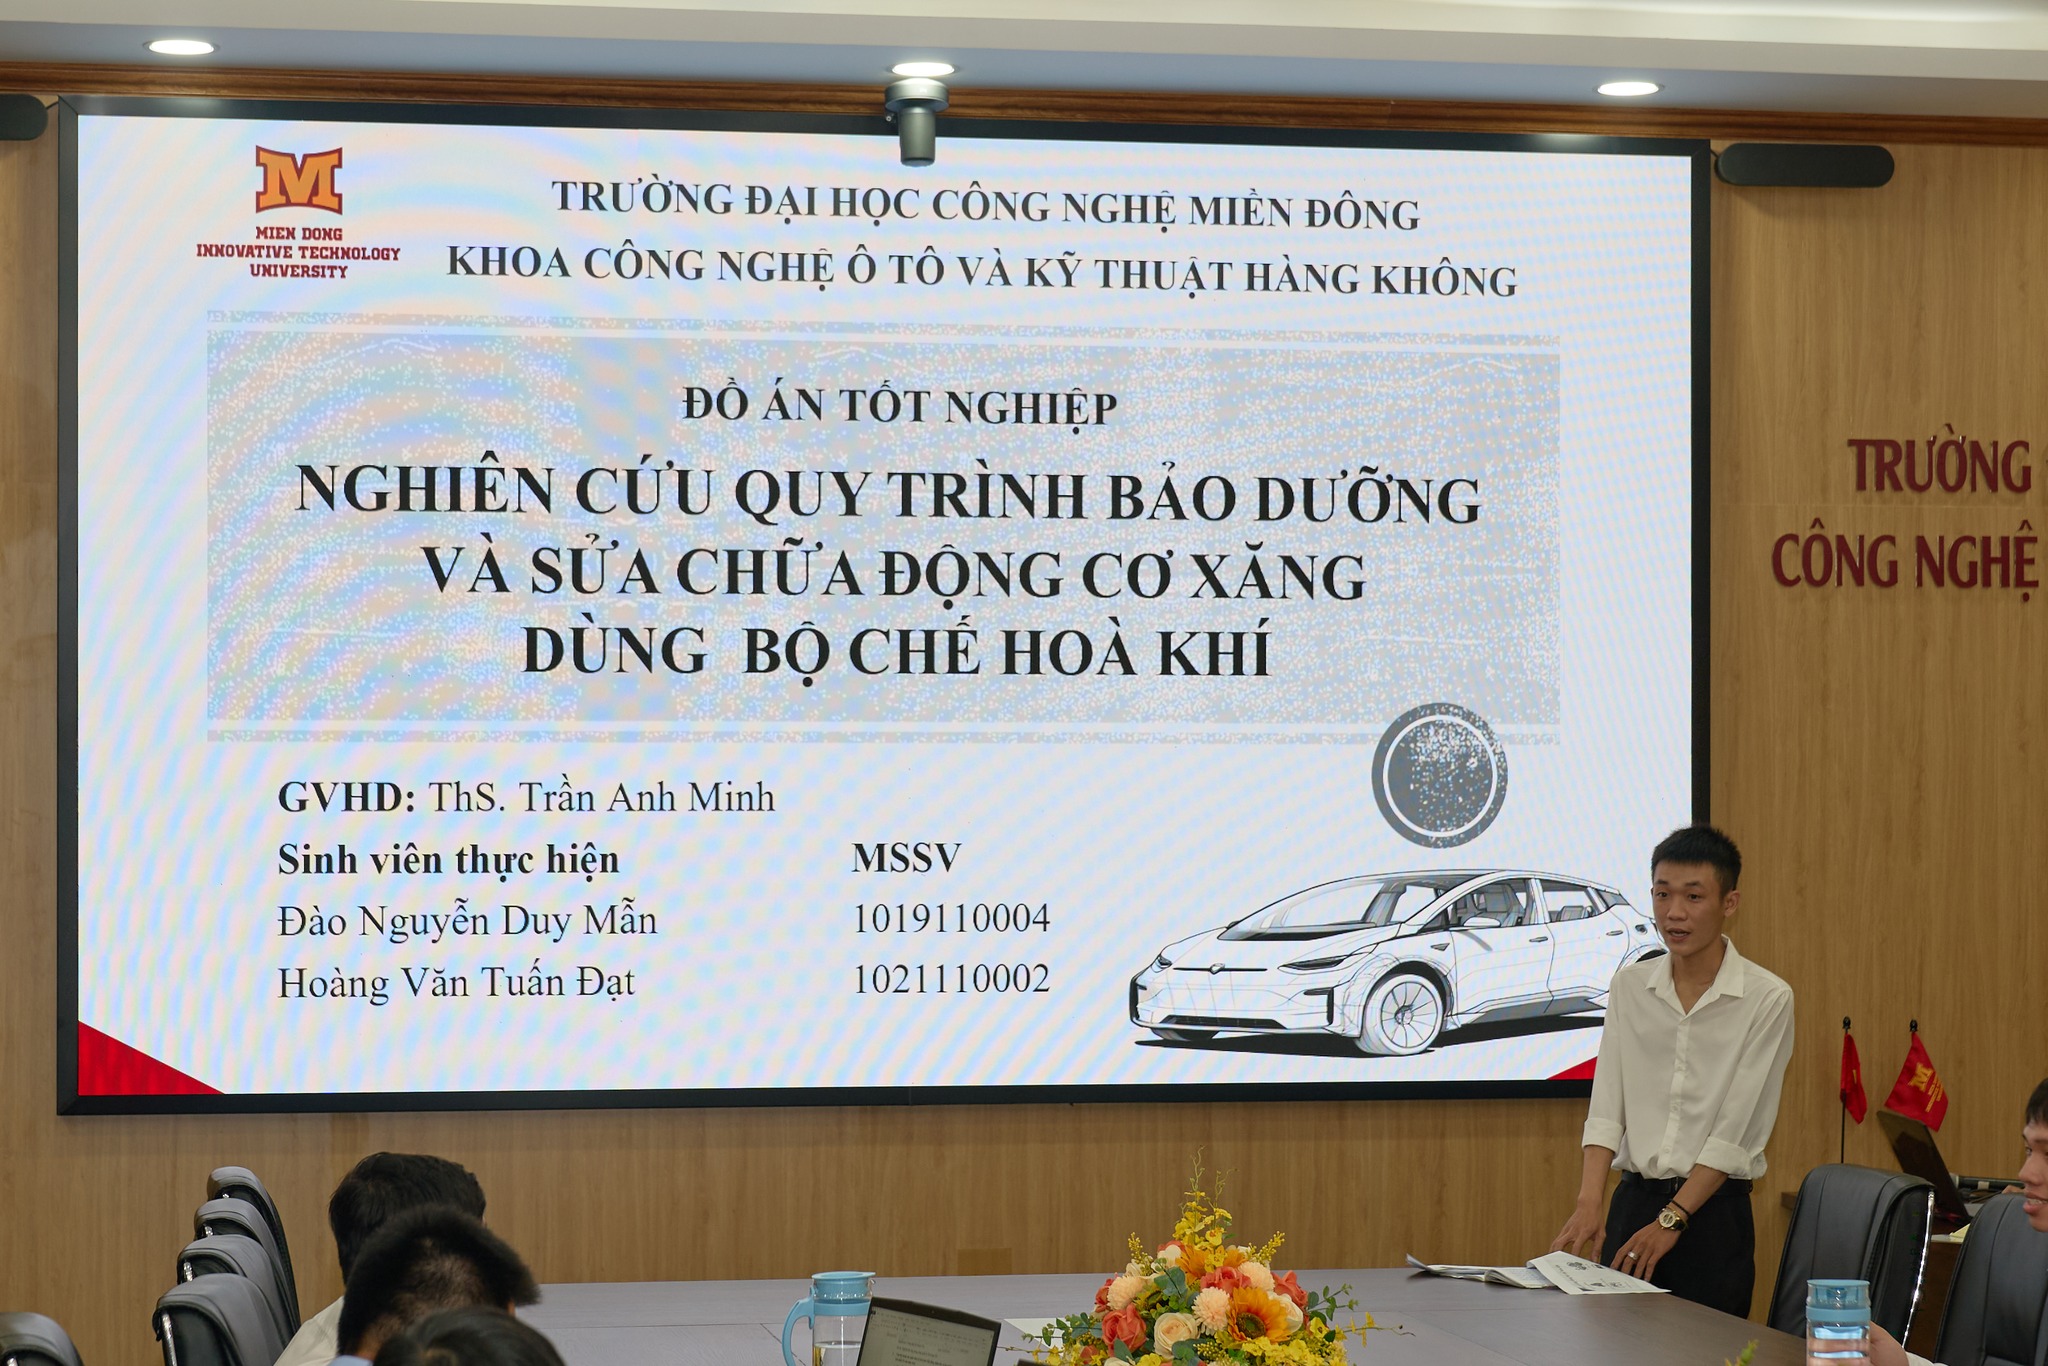 MIEN DONG
INNOVATIVE TECHNOLOGY
UNIVERSITY
TRƯỜNG ĐẠI HỌC CÔNG NGHỆ MIỀN ĐÔNG
KHOA CÔNG NGHỆ Ô TÔ VÀ KỸ THUẬT HÀNG KHÔNG
ĐỒ ÁN TỐT NGHIỆP
NGHIÊN CỨU QUY TRÌNH BẢO DƯỠNG
VÀ SỬA CHỮA ĐỘNG CƠ XĂNG
DÙNG BỘ CHẾ HOÀ KHÍ
GVHD: ThS. Trần Anh Minh
Sinh viên thực hiện MSSV
Đào Nguyễn Duy Mẫn 1019110004
Hoàng Văn Tuấn Đạt 1021110002
TRƯỜNG
CÔNG NGHỆ